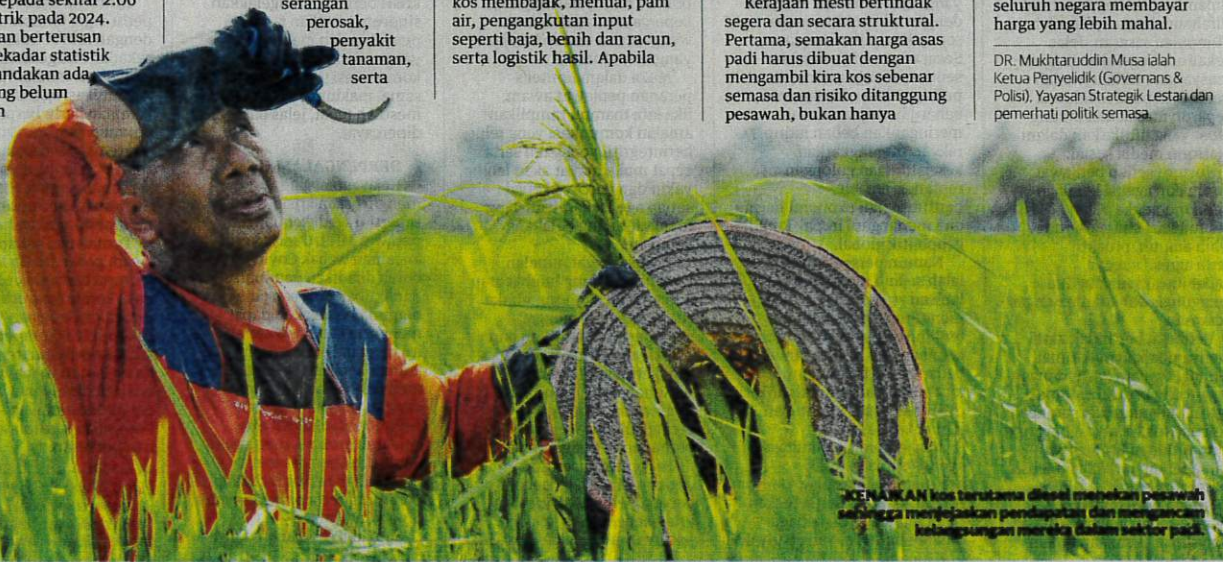 epada sekitar 2.06
trik pada 2024.
an berterusan
ekadar statistik
andakan ada
ng belum
serangan
perosak,
penyakit
tanaman,
serta
kos membajak, menuai, pam
air, pengangkutan input
seperti baja, benih dan racun,
serta logistik hasil. Apabila
Kerajaan mesti bertindak
segera dan secara struktural.
Pertama, semakan harga asas
padi harus dibuat dengan
mengambil kira kos sebenar
semasa dan risiko ditanggung
pesawah, bukan hanya
seluruh negara membayar
harga yang lebih mahal.
DR. Mukhtaruddin Musa ialah
Ketua Penyelidik (Governans &
Polisi), Yayasan Strategik Lestari dan
pemerhati politik semasa.
KENAIKAN kos terutama diesel menekan pesawah
sehingga menjejaskan pendapatan dan mengancam
kelangsungan mereka dalam sektor padi.